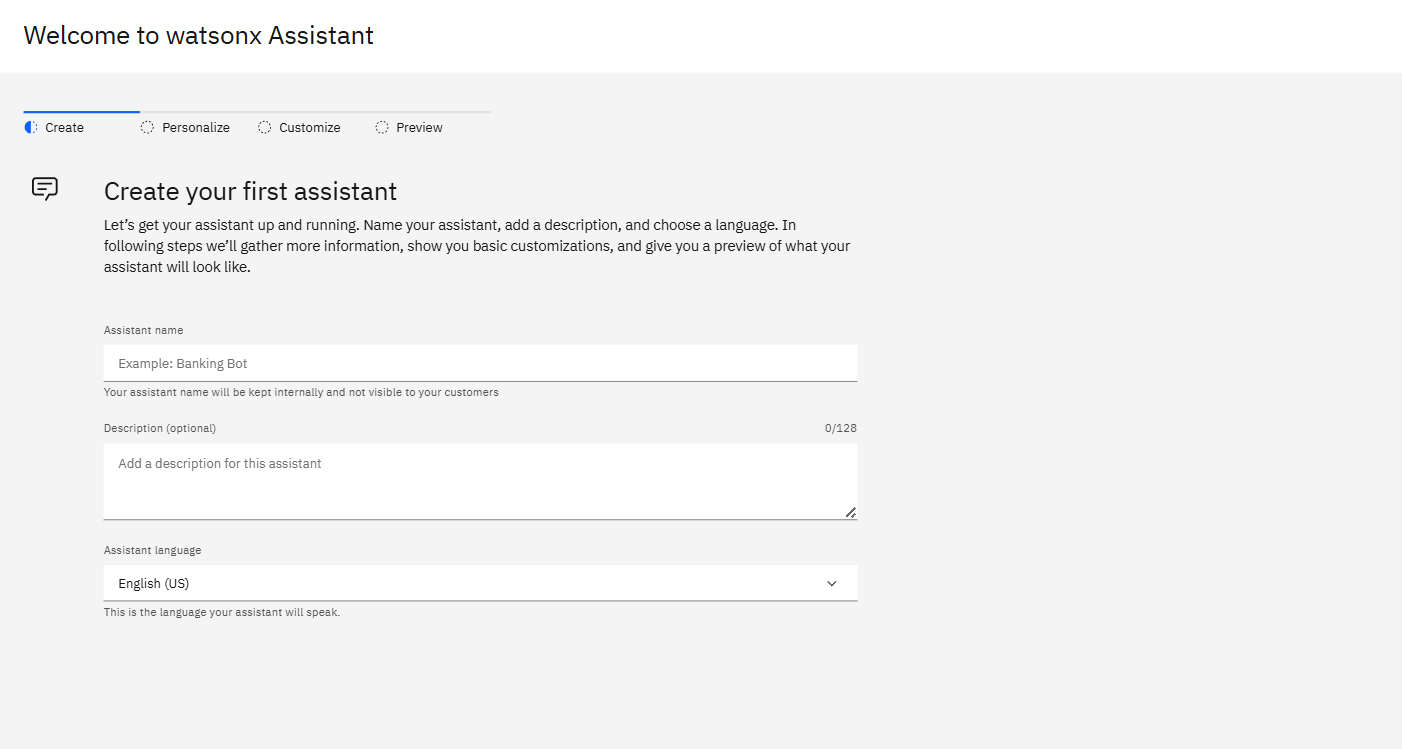 Welcome to watsonx Assistant
Create
Personalize
Customize
Preview
Create your first assistant
Let’s get your assistant up and running. Name your assistant, add a description, and choose a language. In
following steps we’ll gather more information, show you basic customizations, and give you a preview of what your
assistant will look like.
Assistant name
Example: Banking Bot
Your assistant name will be kept internally and not visible to your customers
Description (optional)
0/128
Add a description for this assistant
Assistant language
English (US)
This is the language your assistant will speak.